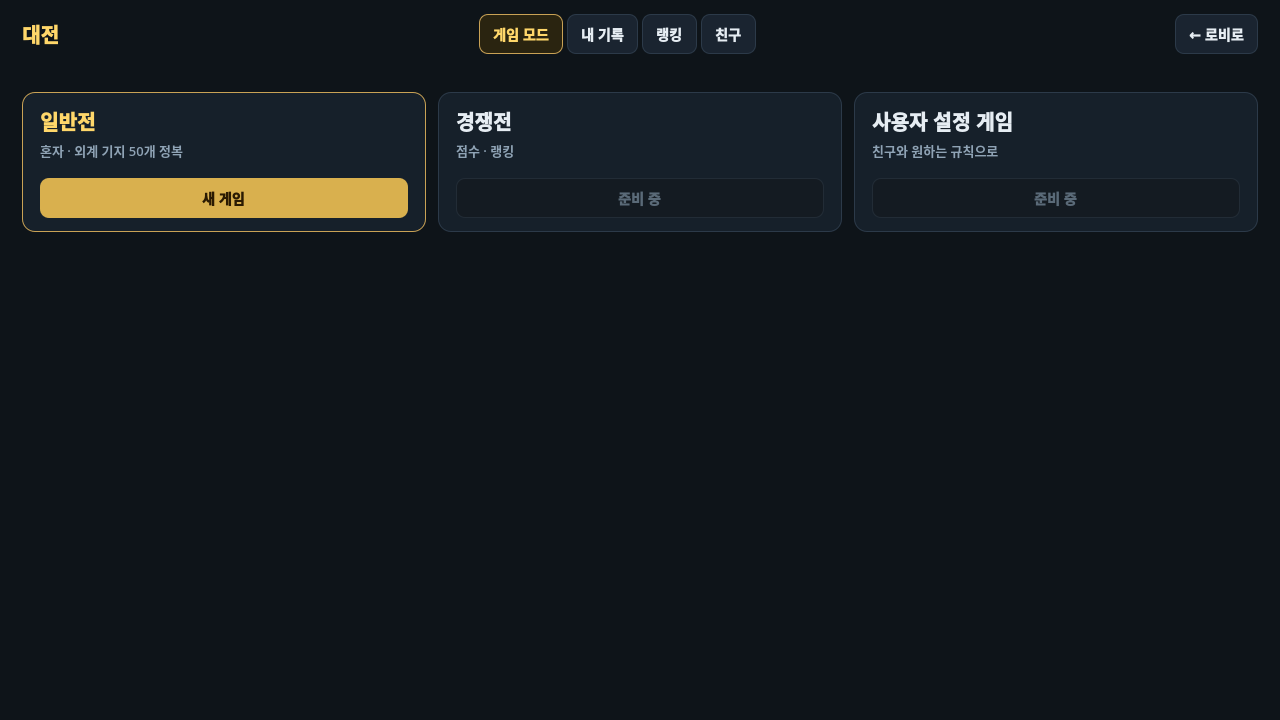 대전
게임 모드
내 기록
랭킹
친구
← 로비로
일반전
혼자 · 외계 기지 50개 정복
새 게임
경쟁전
점수 · 랭킹
준비 중
사용자 설정 게임
친구와 원하는 규칙으로
준비 중